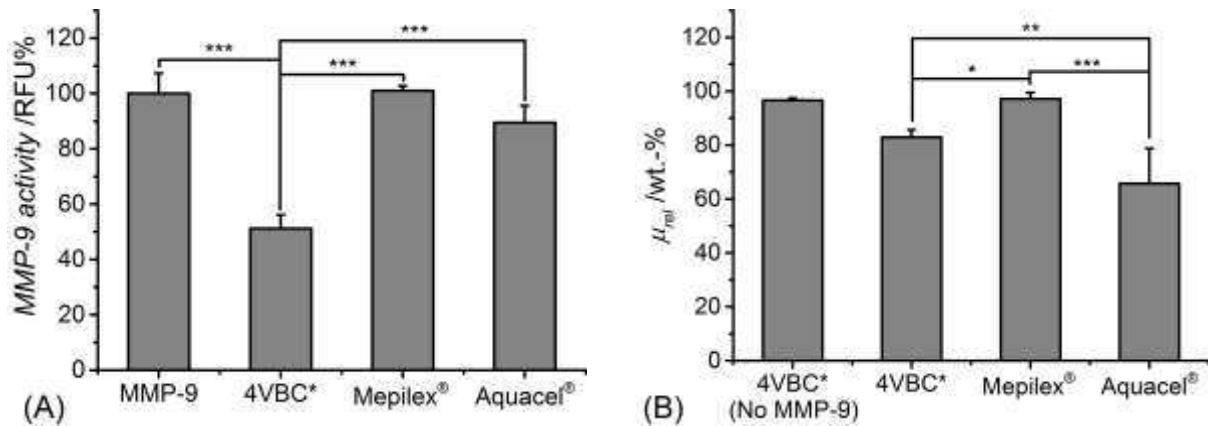 120
100
80
60
40
20
0
MMP-9 activity /RFU%
***
***
***
MMP-9 4VBC* Mepilex® Aquacel®
(A)
120
100
80
60
40
20
0
μrel /wt.-%
**
* ***
4VBC* 4VBC* Mepilex® Aquacel®
(No MMP-9)
(B)